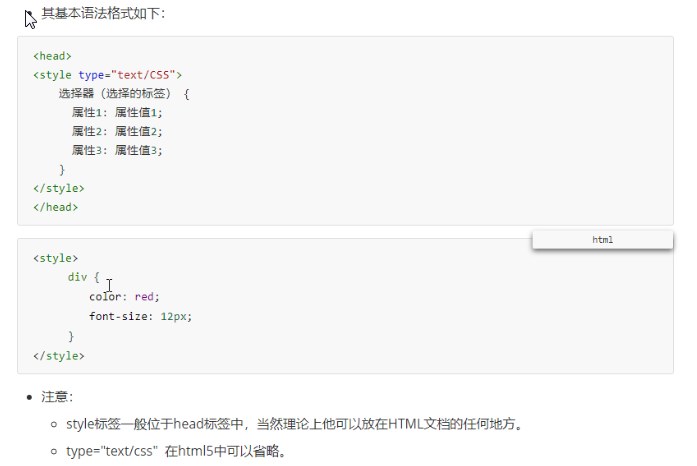 其基本语法格式如下：
<head>
<style type="text/CSS">
选择器（选择的标签） {
属性1: 属性值1;
属性2: 属性值2;
属性3: 属性值3;
}
</style>
</head>
html
<style>
div {
color: red;
font-size: 12px;
}
</style>
注意：
style标签一般位于head标签中，当然理论上他可以放在HTML文档的任何地方。
type="text/css" 在html5中可以省略。